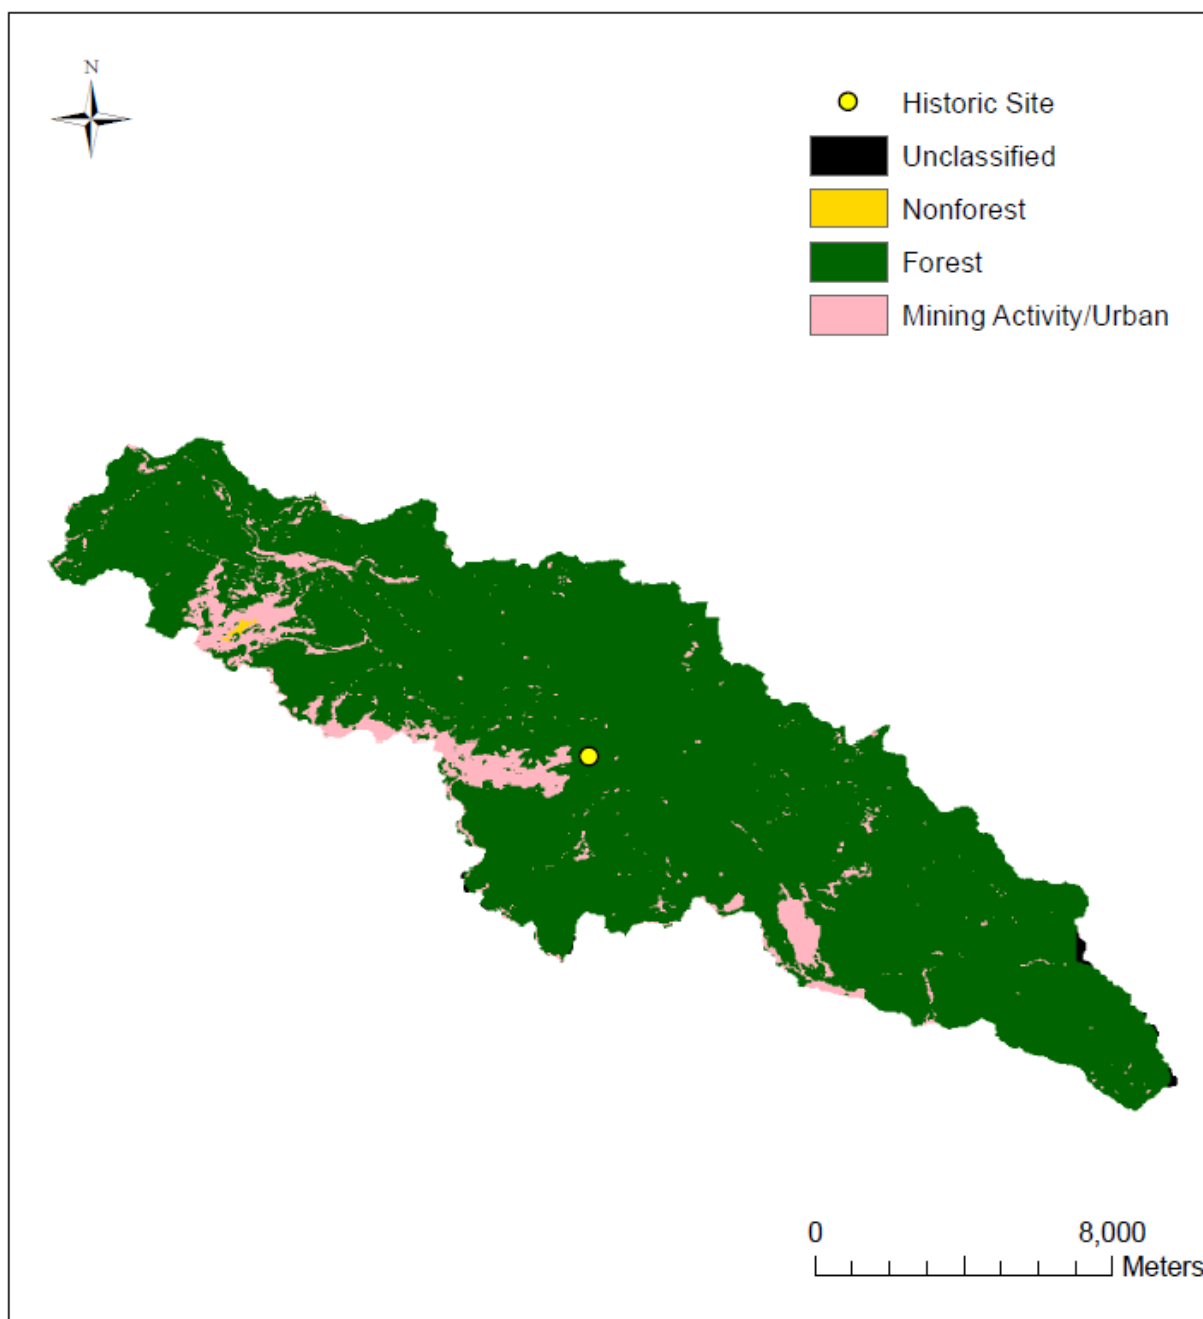 N
Historic Site
Unclassified
Nonforest
Forest
Mining Activity/Urban
0 8,000
Meters